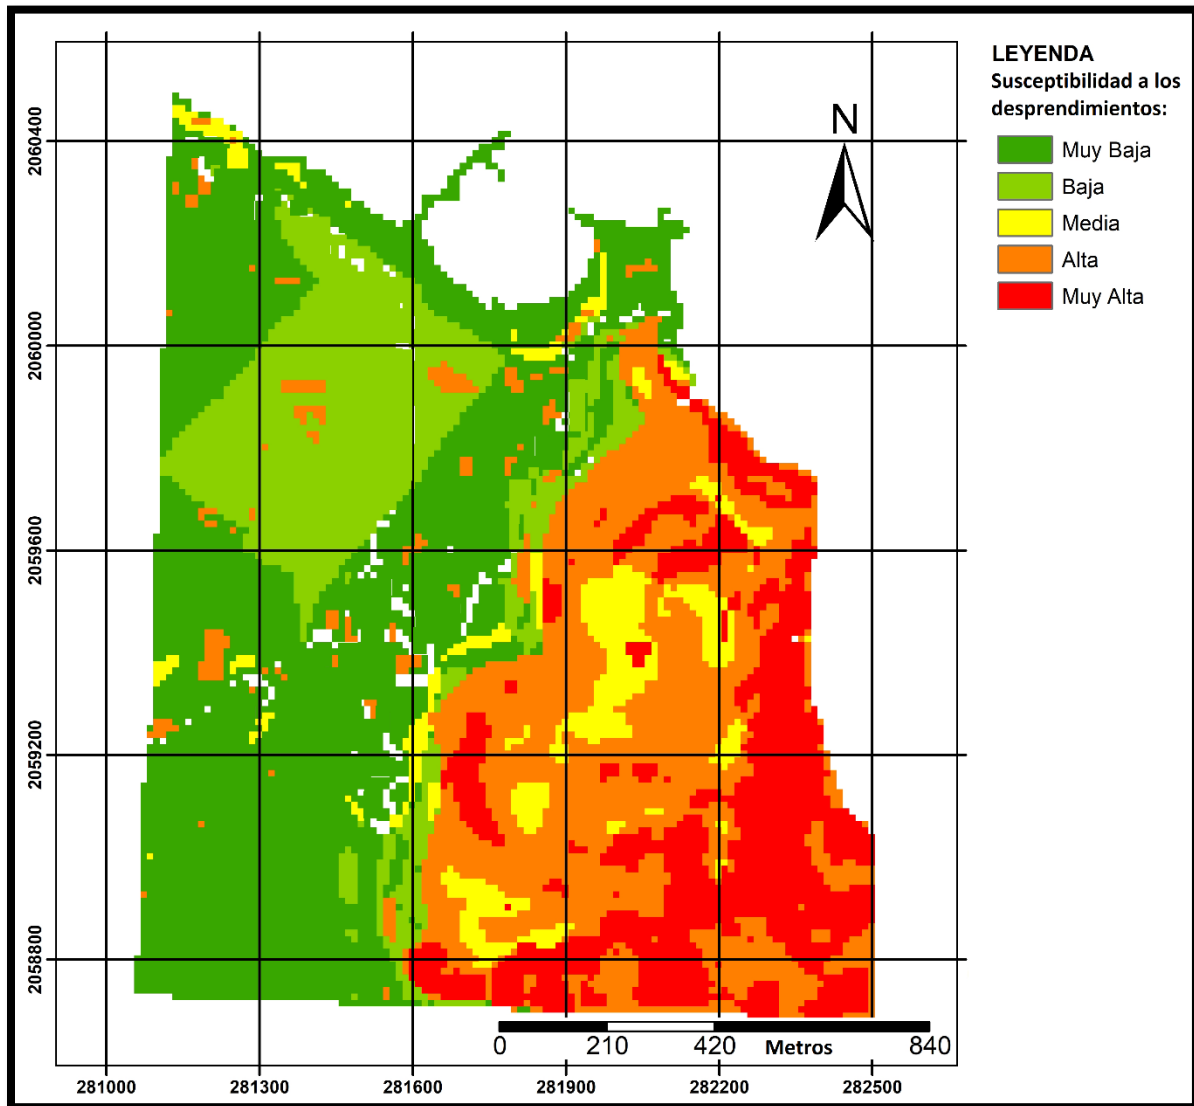 LEYENDA
Susceptibilidad a los
desprendimientos:
Muy Baja
Baja
Media
Alta
Muy Alta
N
2060400
2060000
2059600
2059200
2058800
0 210 420 Metros 840
281000 281300 281600 281900 282200 282500